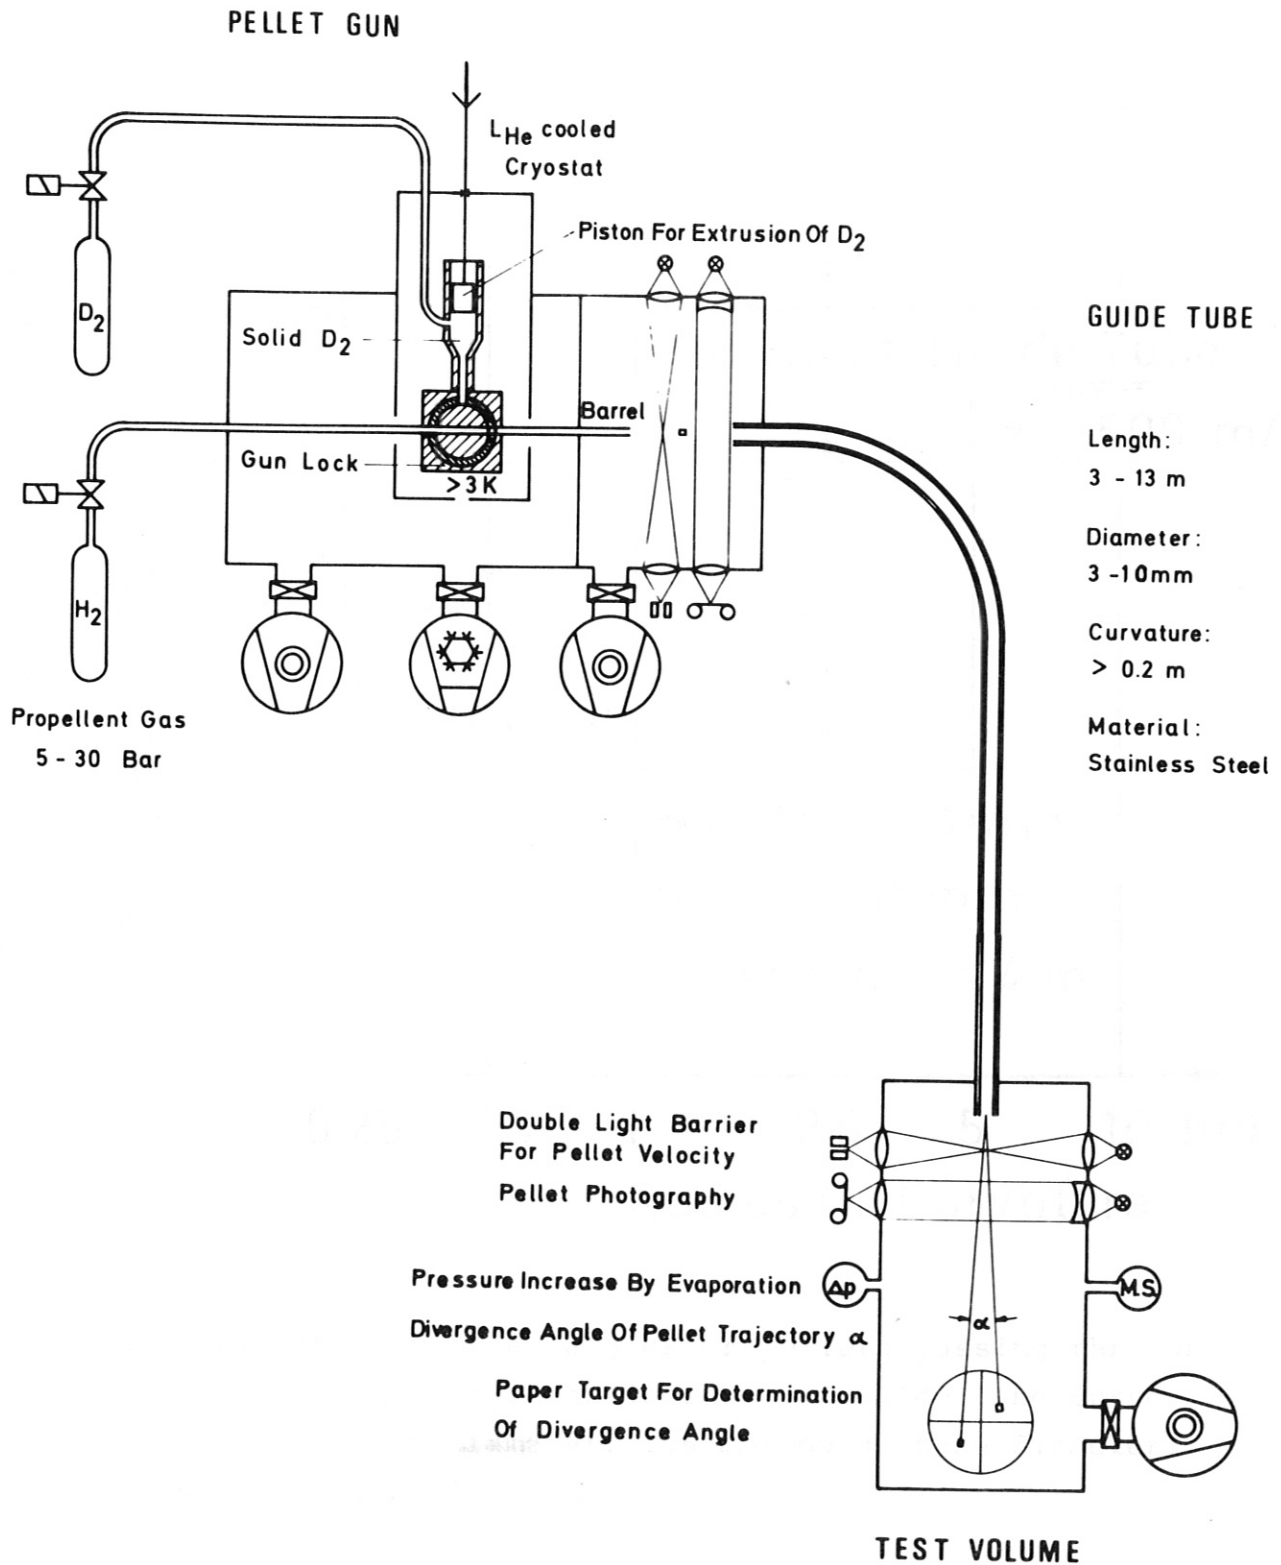 PELLET GUN
LHe cooled
Cryostat
Piston For Extrusion Of D2
D2
Solid D2
Barrel
Gun Lock
>3K
H2
Propellent Gas
5 - 30 Bar
GUIDE TUBE
Length:
3 - 13 m
Diameter:
3 - 10mm
Curvature:
> 0.2 m
Material:
Stainless Steel
Double Light Barrier
For Pellet Velocity
Pellet Photography
Pressure Increase By Evaporation
Δp
M.S.
Divergence Angle Of Pellet Trajectory α
α
Paper Target For Determination
Of Divergence Angle
TEST VOLUME